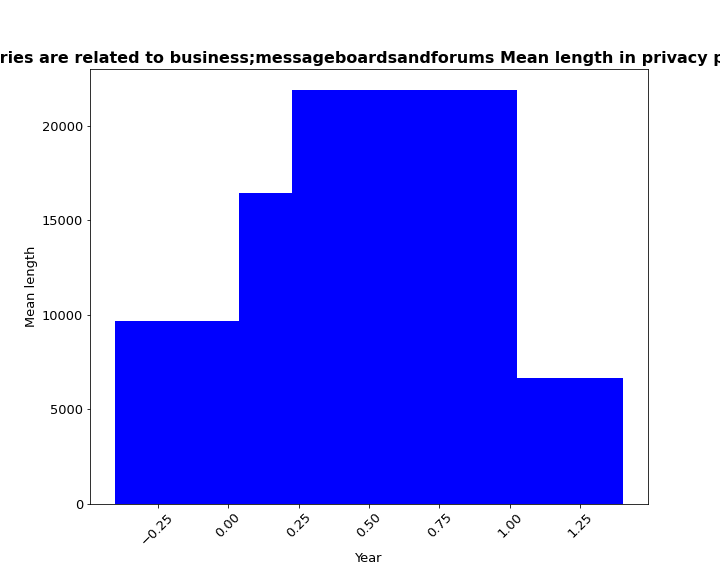 ries are related to business;messageboardsandforums Mean length in privacy p
20000
15000
10000
5000
0
Mean length
−0.25 0.00 0.25 0.50 0.75 1.00 1.25
Year